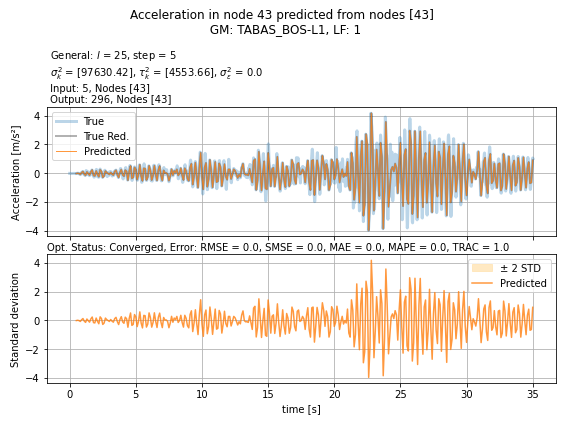 Acceleration in node 43 predicted from nodes [43]
GM: TABAS_BOS-L1, LF: 1
General: l = 25, step = 5
σ²ₖ = [97630.42], τ²ₖ = [4553.66], σ²ε = 0.0
Input: 5, Nodes [43]
Output: 296, Nodes [43]
True
True Red.
Predicted
Acceleration [m/s²]
4
2
0
−2
−4
Opt. Status: Converged, Error: RMSE = 0.0, SMSE = 0.0, MAE = 0.0, MAPE = 0.0, TRAC = 1.0
± 2 STD
Predicted
Standard deviation
4
2
0
−2
−4
0 5 10 15 20 25 30 35
time [s]